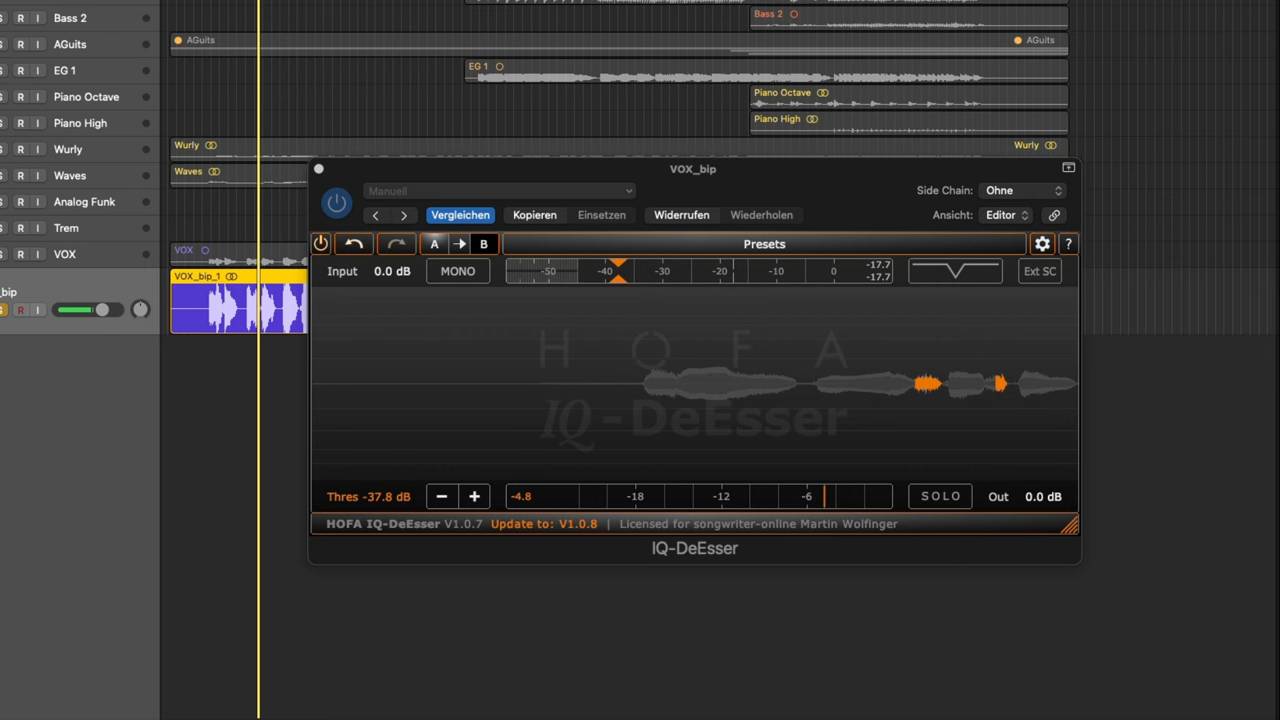 S R I Bass 2
Bass 2
S R I AGuits
AGuits
AGuits
S R I EG 1
EG 1
S R I Piano Octave
Piano Octave
S R I Piano High
Piano High
S R I Wurly
Wurly
Wurly
S R I Waves
Waves
S R I Analog Funk
S R I Trem
S R I VOX
VOX
_bip
S R I
VOX_bip_1
VOX_bip
Manuell
Side Chain: Ohne
Vergleichen Kopieren Einsetzen Widerrufen Wiederholen
Ansicht: Editor
A B Presets ?
Input 0.0 dB MONO -50 -40 -30 -20 -10 0 -17.7
-17.7
Ext SC
HOFA
IQ-DeEsser
Thres -37.8 dB − + -4.8 -18 -12 -6 SOLO Out 0.0 dB
HOFA IQ-DeEsser V1.0.7 Update to: V1.0.8 | Licensed for songwriter-online Martin Wolfinger
IQ-DeEsser